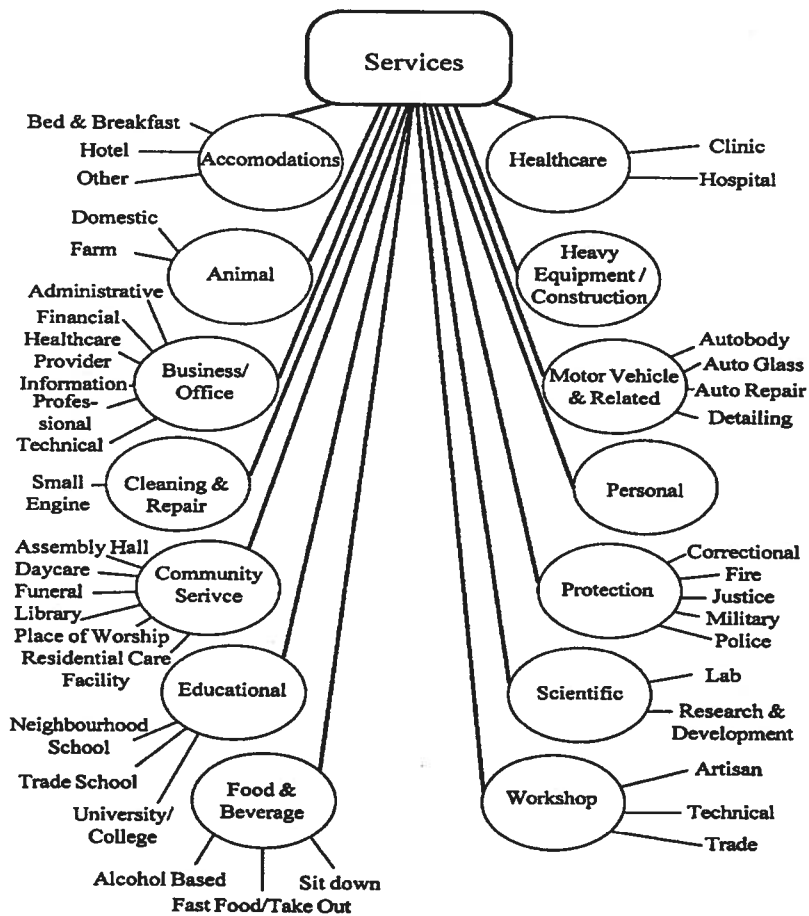 Services
Bed & Breakfast
Hotel
Other
Accomodations
Domestic
Farm
Animal
Administrative
Financial
Healthcare
Provider
Information
Profes-
sional
Technical
Business/
Office
Small
Engine
Cleaning &
Repair
Assembly Hall
Daycare
Funeral
Library
Place of Worship
Residential Care
Facility
Community
Serivce
Educational
Neighbourhood
School
Trade School
University/
College
Food &
Beverage
Alcohol Based
Fast Food/Take Out
Sit down
Healthcare
Clinic
Hospital
Heavy
Equipment /
Construction
Motor Vehicle
& Related
Autobody
Auto Glass
Auto Repair
Detailing
Personal
Protection
Correctional
Fire
Justice
Military
Police
Scientific
Lab
Research &
Development
Workshop
Artisan
Technical
Trade